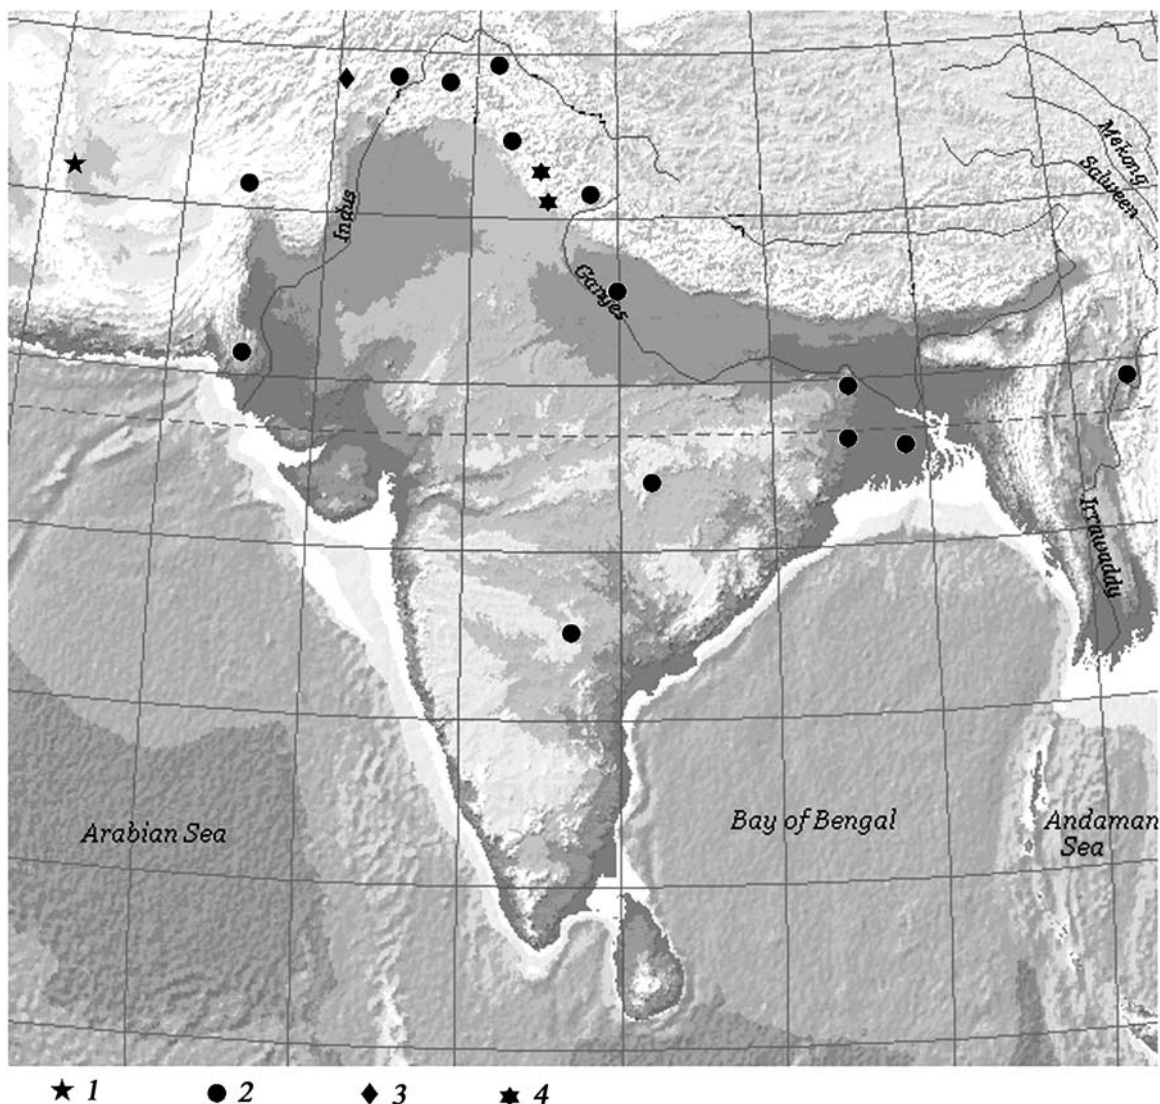 Mekong
Salween
Indus
Ganges
Irrawaddy
Arabian Sea
Bay of Bengal
Andaman
Sea
1 2 3 4